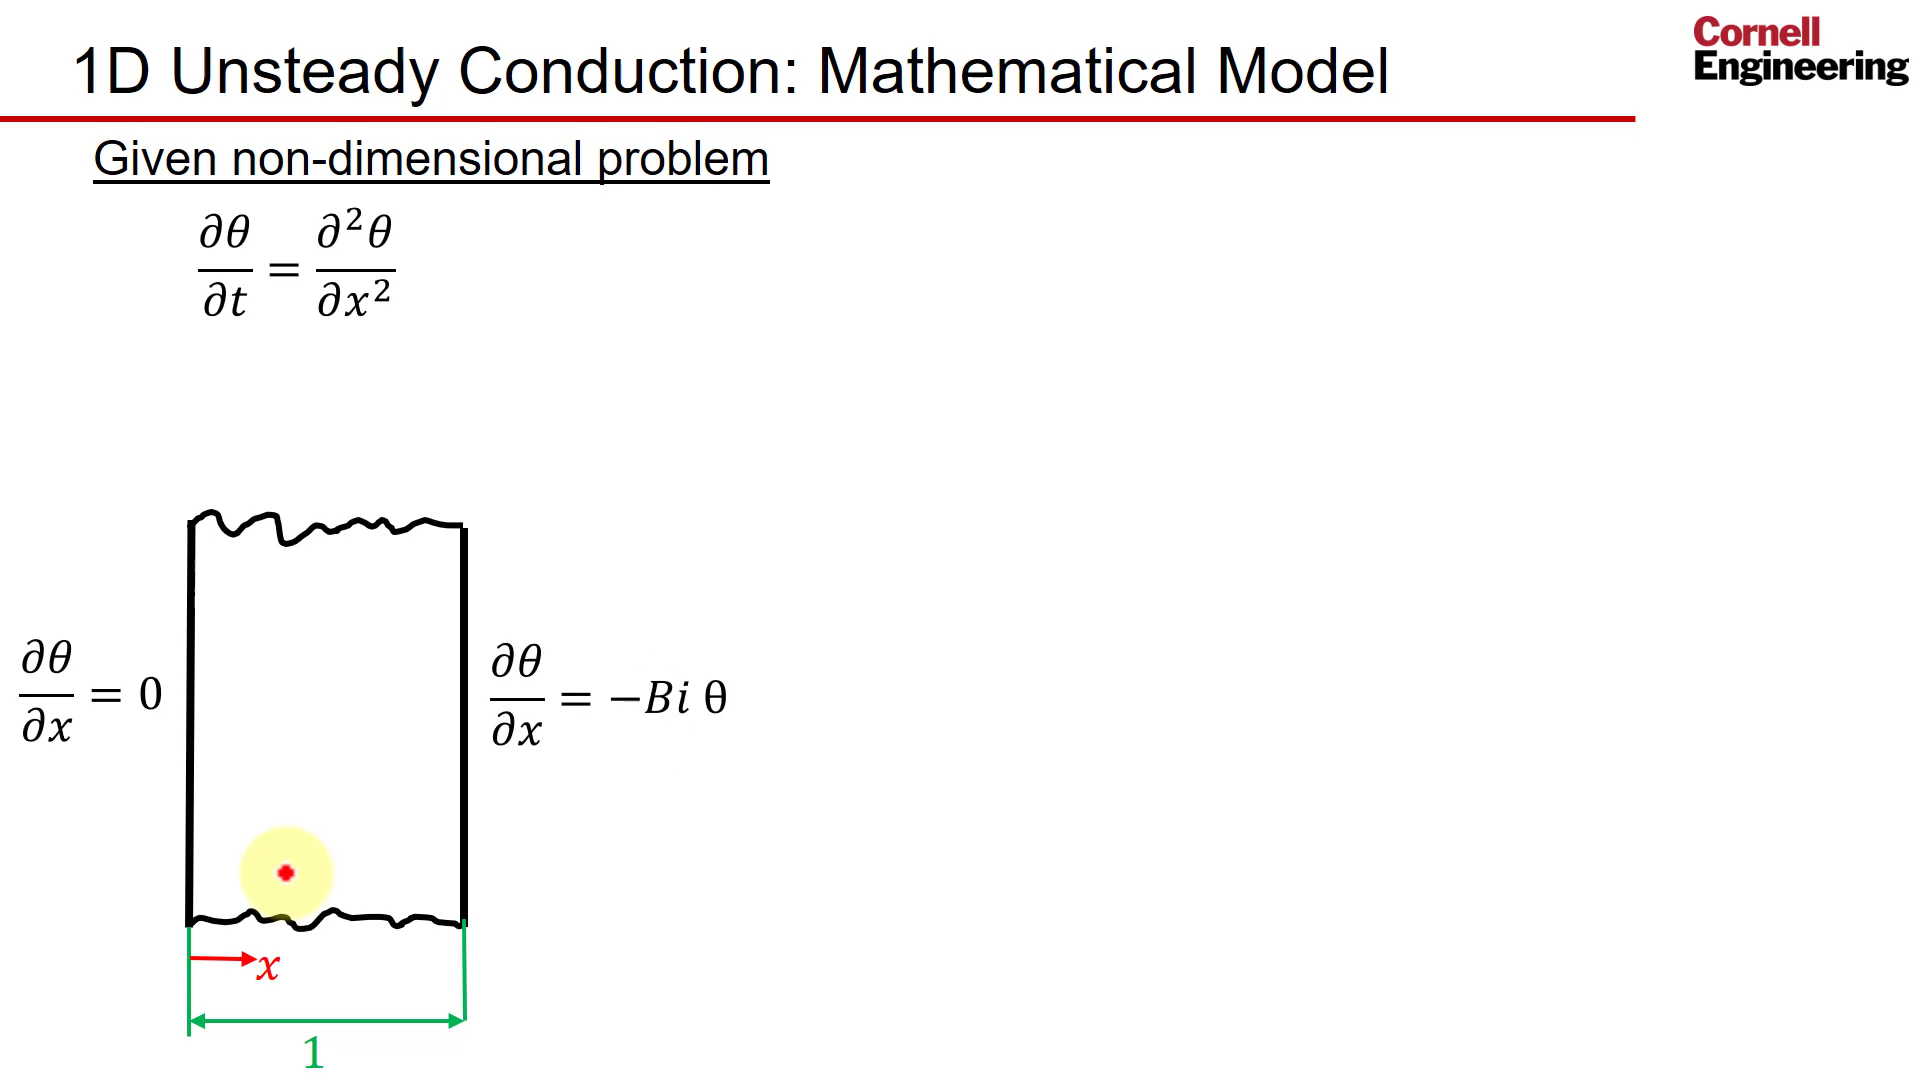 1D Unsteady Conduction: Mathematical Model
Cornell
Engineering
Given non-dimensional problem
∂θ/∂t = ∂²θ/∂x²
∂θ/∂x = 0
∂θ/∂x = −Bi θ
x
1